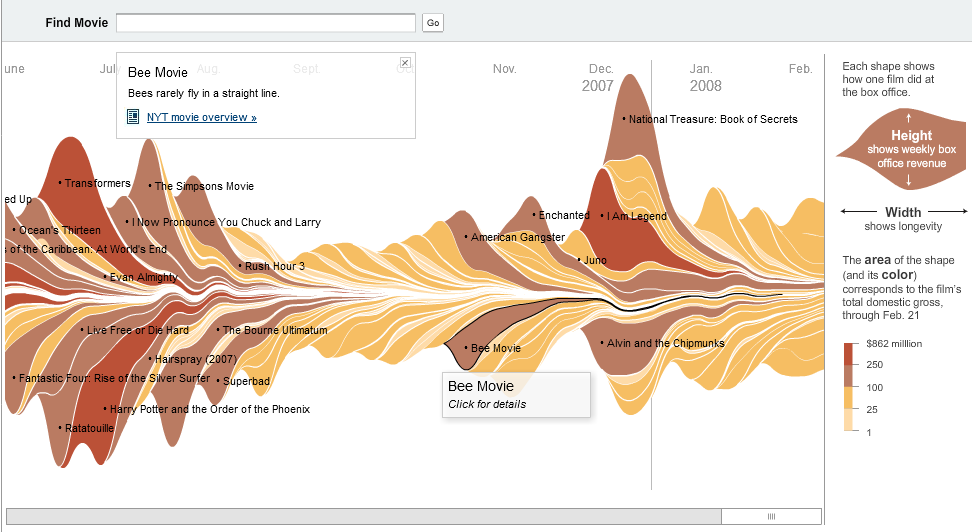 Find Movie
Go
une
July
Aug.
Sept.
Oct.
Nov.
Dec.
2007
Jan.
2008
Feb.
Bee Movie
Bees rarely fly in a straight line.
NYT movie overview »
National Treasure: Book of Secrets
Transformers
The Simpsons Movie
ed Up
Ocean's Thirteen
I Now Pronounce You Chuck and Larry
Enchanted
I Am Legend
American Gangster
s of the Caribbean: At World's End
Juno
Rush Hour 3
Evan Almighty
Live Free or Die Hard
The Bourne Ultimatum
Alvin and the Chipmunks
Bee Movie
Hairspray (2007)
Fantastic Four: Rise of the Silver Surfer
Superbad
Harry Potter and the Order of the Phoenix
Ratatouille
Bee Movie
Click for details
Each shape shows
how one film did at
the box office.
Height
shows weekly box
office revenue
Width
shows longevity
The area of the shape
(and its color)
corresponds to the film's
total domestic gross,
through Feb. 21
$862 million
250
100
25
1